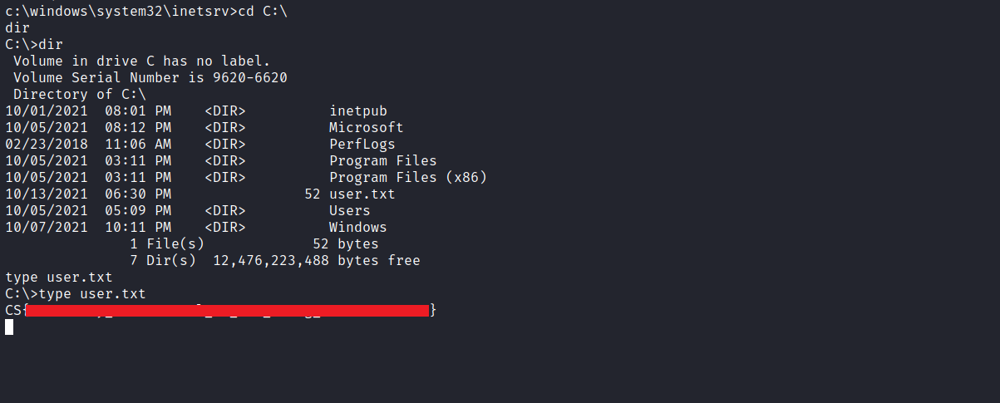 c:\windows\system32\inetsrv>cd C:\
dir
C:\>dir
 Volume in drive C has no label.
 Volume Serial Number is 9620-6620
 Directory of C:\
10/01/2021  08:01 PM    <DIR>          inetpub
10/05/2021  08:12 PM    <DIR>          Microsoft
02/23/2018  11:06 AM    <DIR>          PerfLogs
10/05/2021  03:11 PM    <DIR>          Program Files
10/05/2021  03:11 PM    <DIR>          Program Files (x86)
10/13/2021  06:30 PM                52 user.txt
10/05/2021  05:09 PM    <DIR>          Users
10/07/2021  10:11 PM    <DIR>          Windows
               1 File(s)             52 bytes
               7 Dir(s)  12,476,223,488 bytes free
type user.txt
C:\>type user.txt
CS{ }